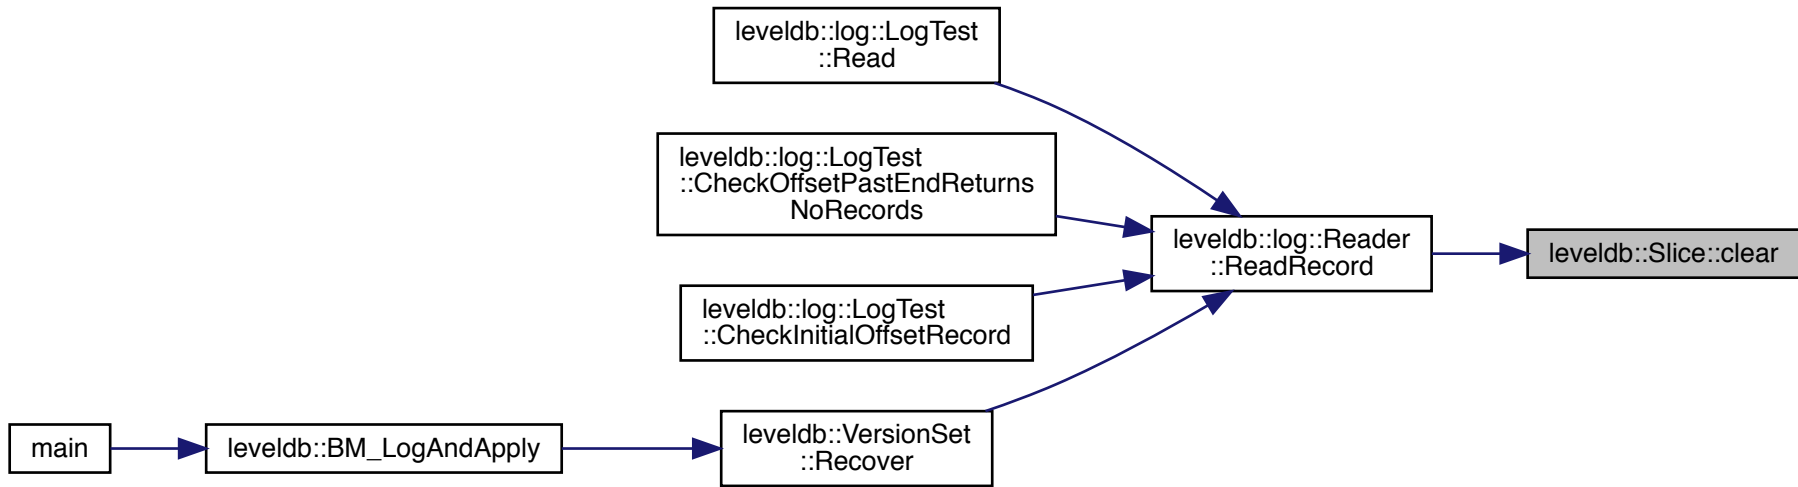 leveldb::log::LogTest
::Read
leveldb::log::LogTest
::CheckOffsetPastEndReturns
NoRecords
leveldb::log::Reader
::ReadRecord
leveldb::Slice::clear
leveldb::log::LogTest
::CheckInitialOffsetRecord
main
leveldb::BM_LogAndApply
leveldb::VersionSet
::Recover